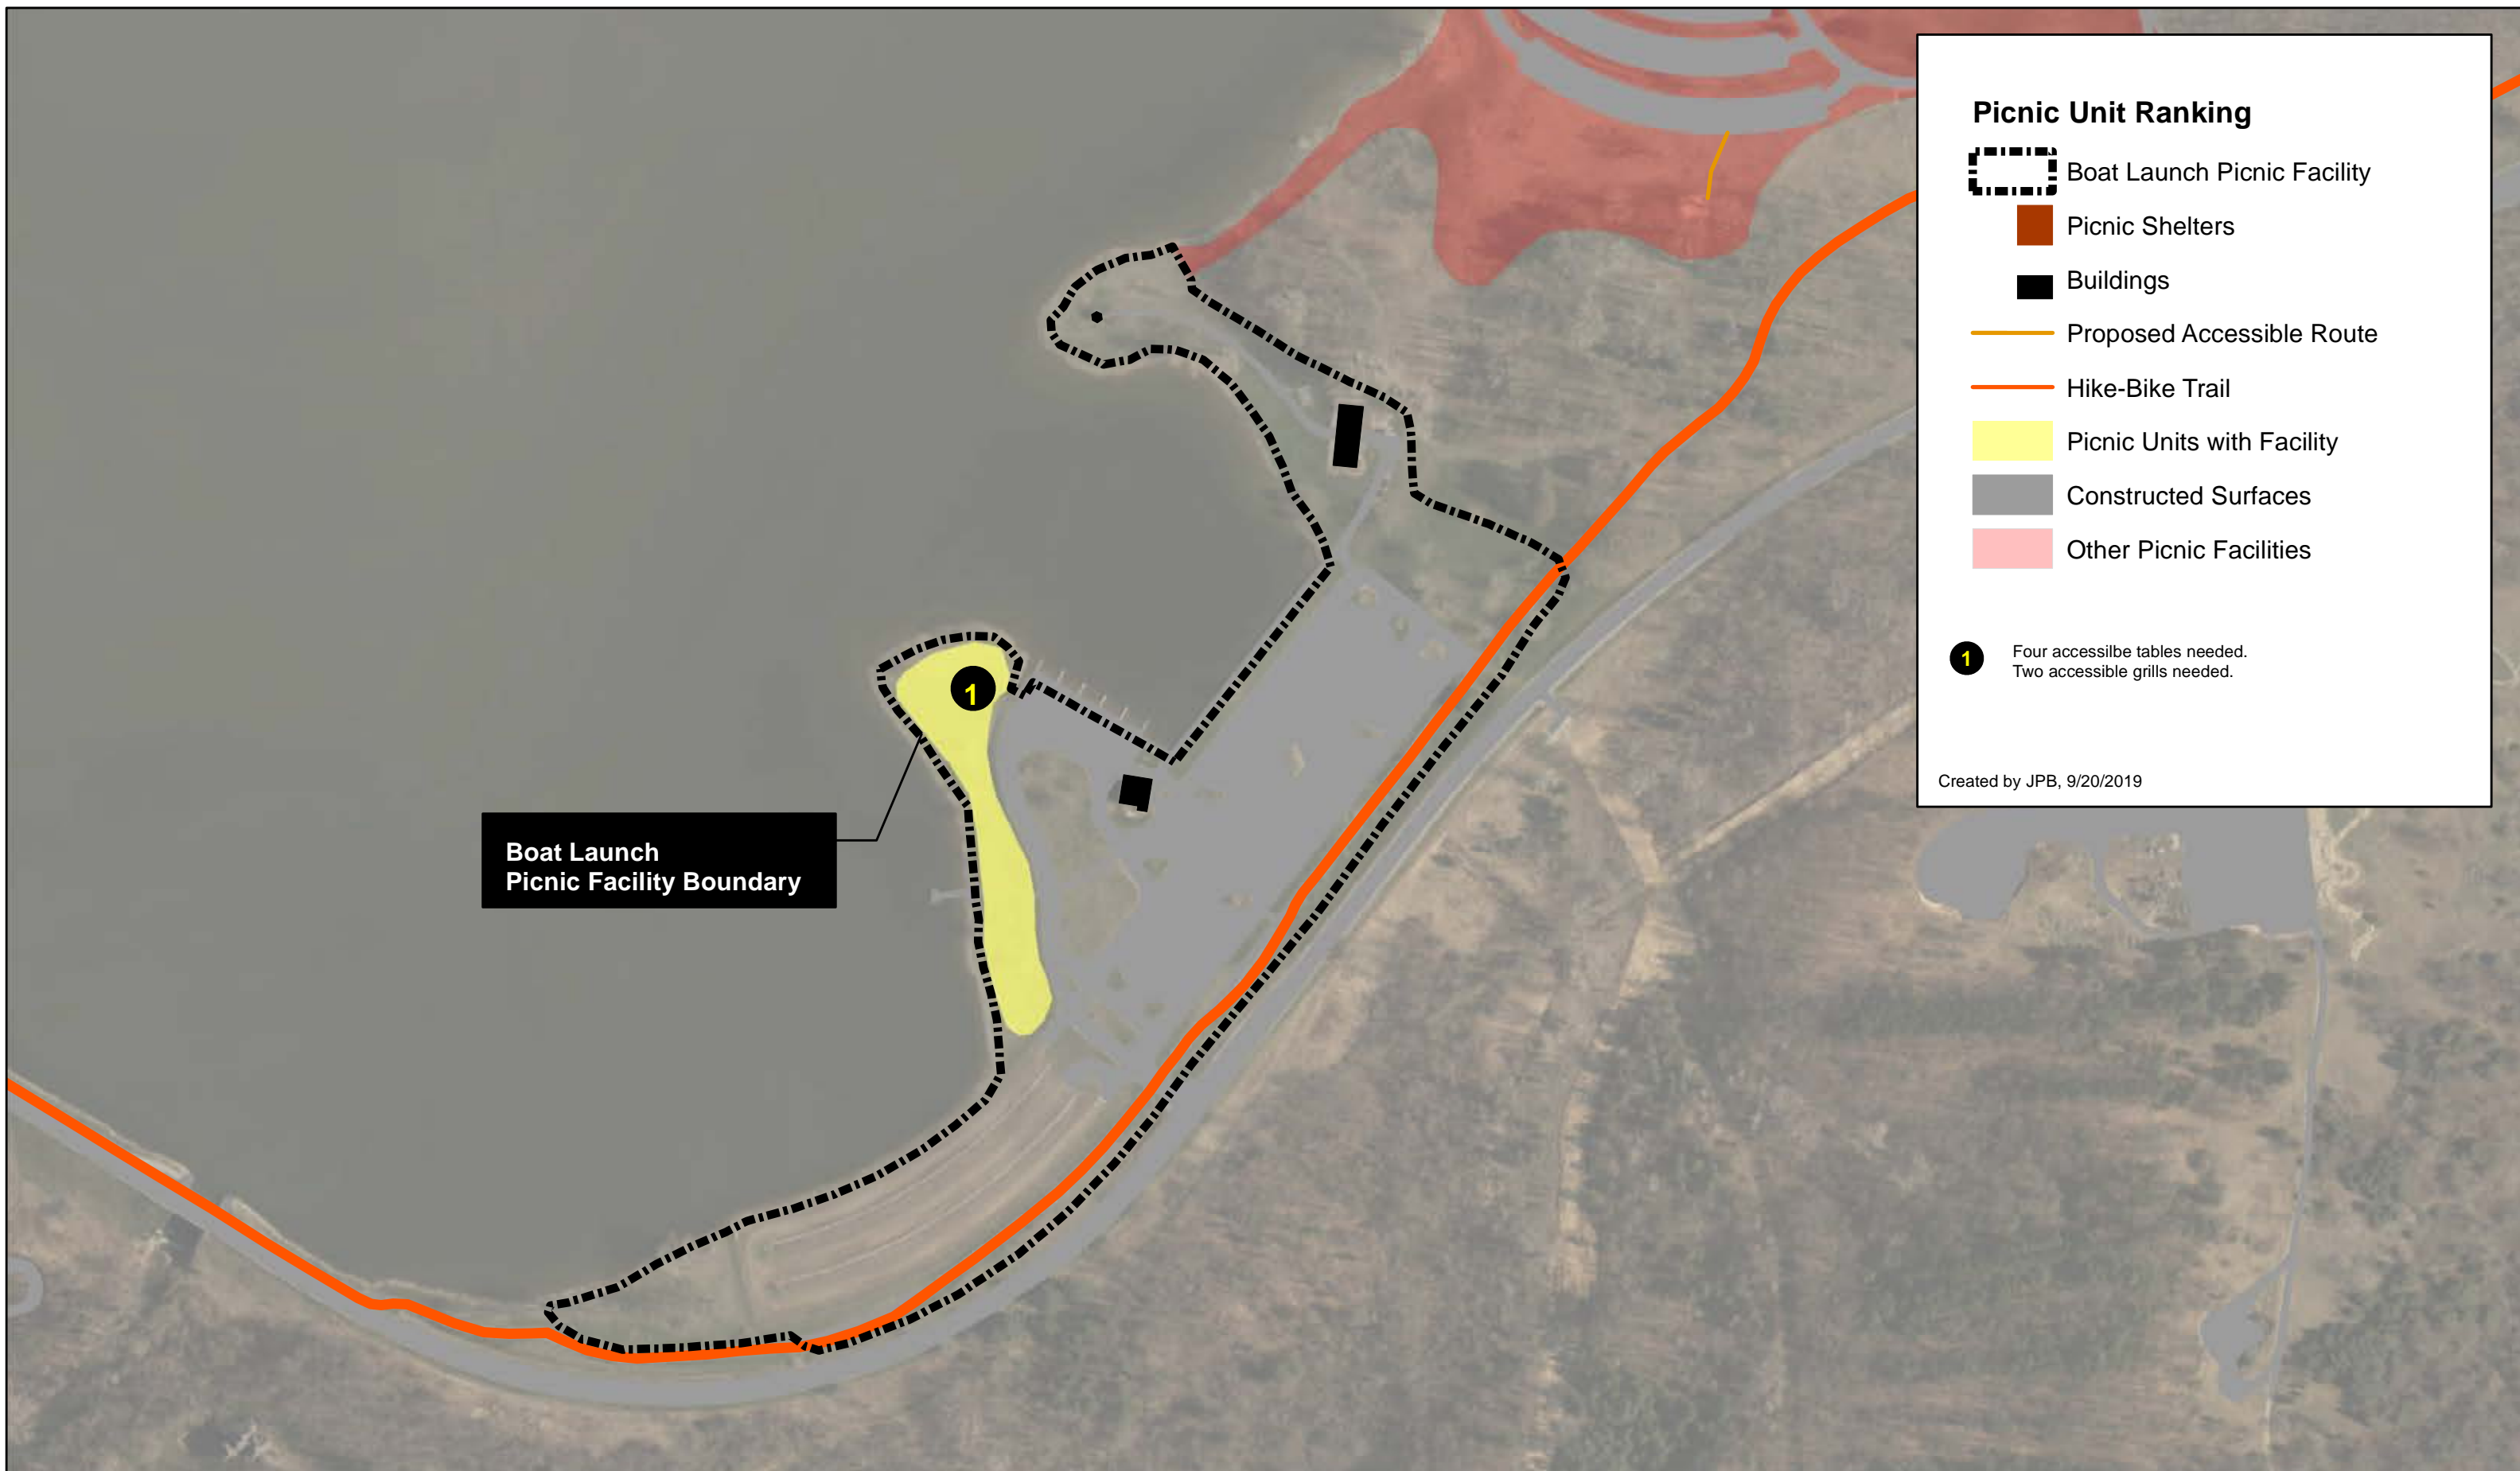 Picnic Unit Ranking
Boat Launch Picnic Facility
Picnic Shelters
Buildings
Proposed Accessible Route
Hike-Bike Trail
Picnic Units with Facility
Constructed Surfaces
Other Picnic Facilities
1
Four accessilbe tables needed.
Two accessible grills needed.
Created by JPB, 9/20/2019
1
Boat Launch
Picnic Facility Boundary